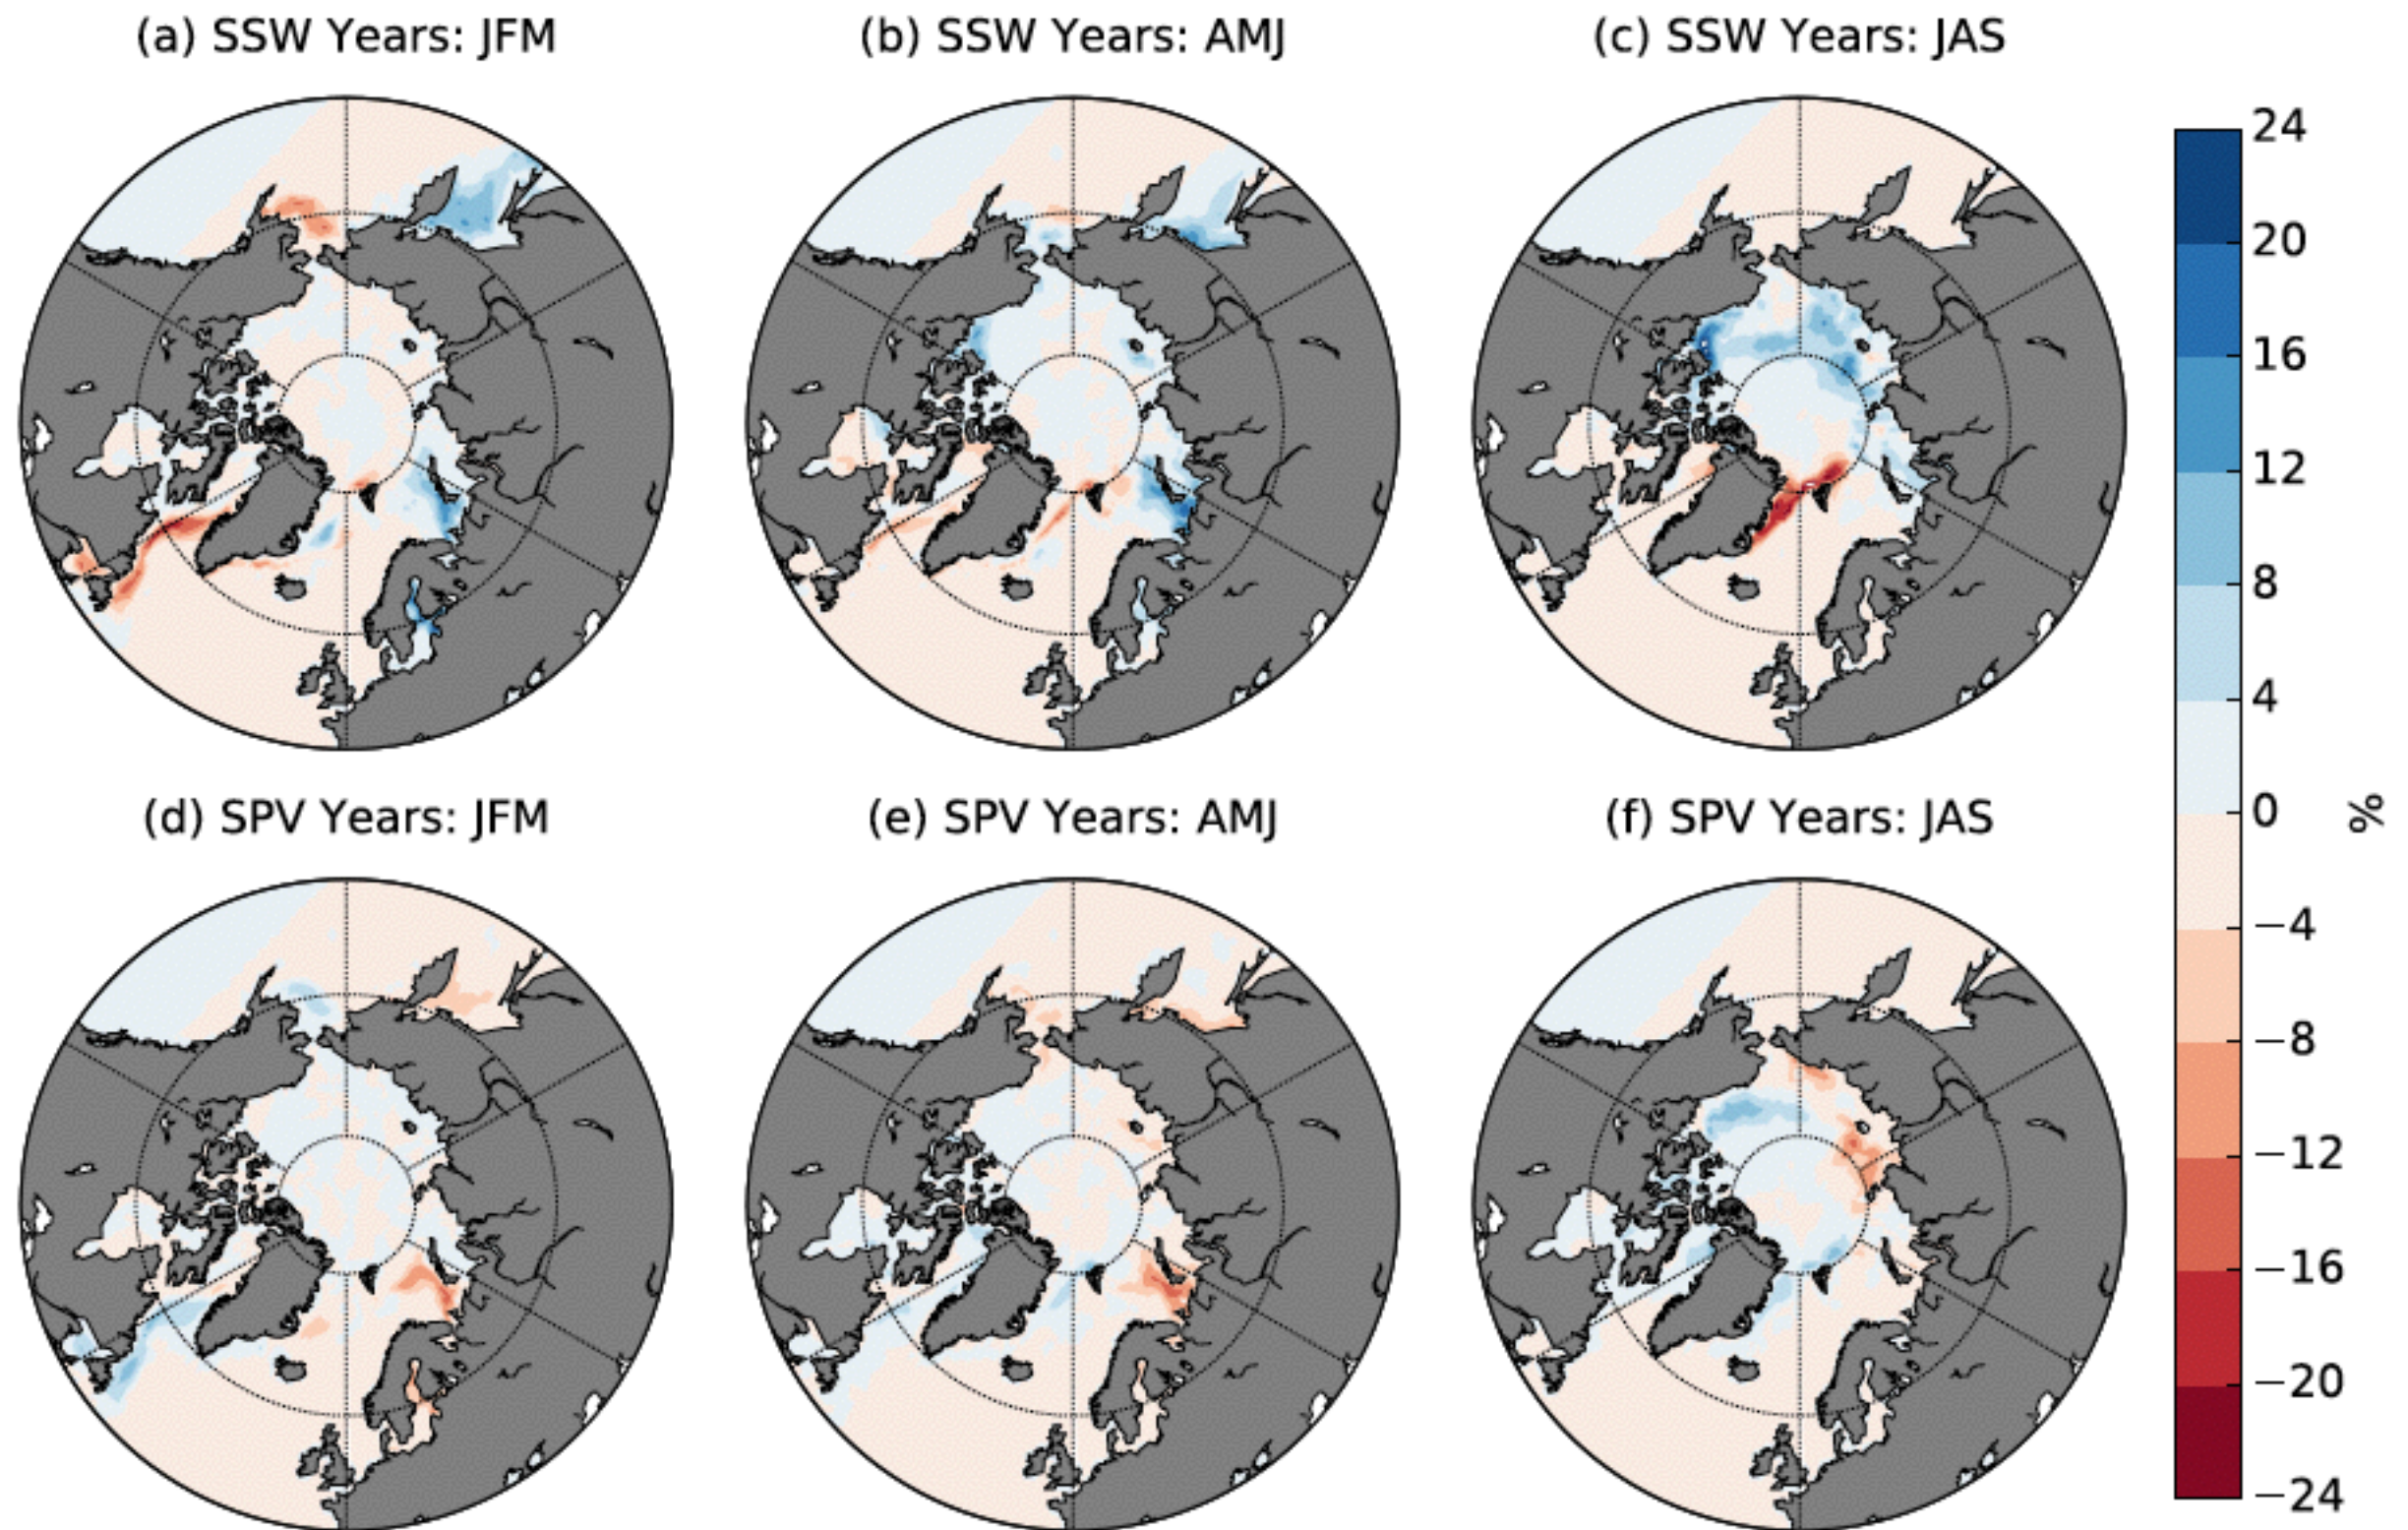 (a) SSW Years: JFM
(b) SSW Years: AMJ
(c) SSW Years: JAS
24
20
16
12
8
4
0
−4
−8
−12
−16
−20
−24
%
(d) SPV Years: JFM
(e) SPV Years: AMJ
(f) SPV Years: JAS